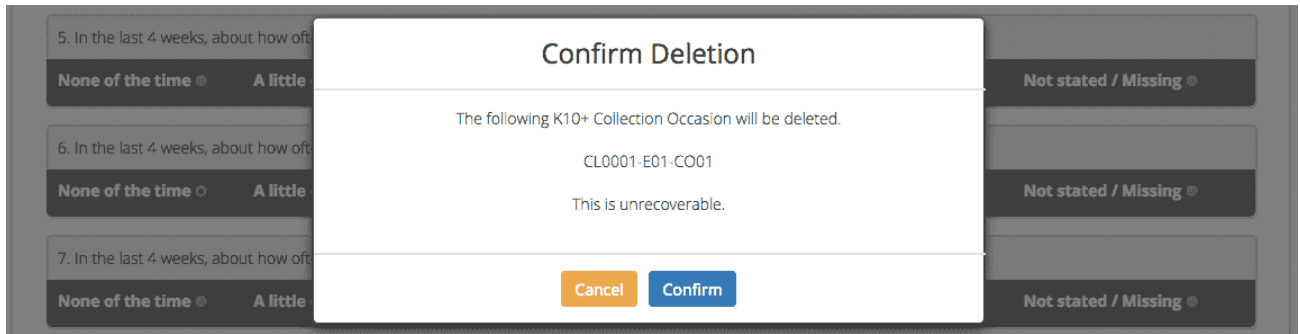 5. In the last 4 weeks, about how oft
None of the time A little Not stated / Missing
6. In the last 4 weeks, about how oft
None of the time A little Not stated / Missing
7. In the last 4 weeks, about how oft
None of the time A little Not stated / Missing
Confirm Deletion
The following K10+ Collection Occasion will be deleted.
CL0001-E01-CO01
This is unrecoverable.
Cancel Confirm